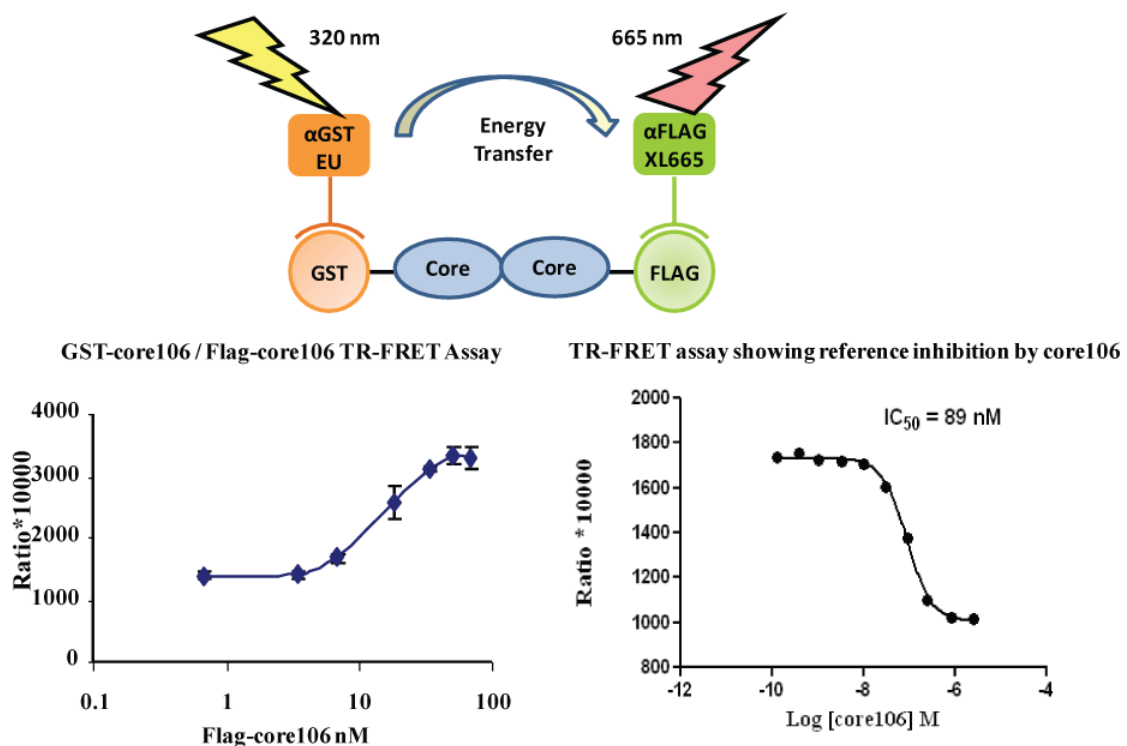 320 nm
665 nm
αGST
EU
Energy
Transfer
αFLAG
XL665
GST
Core
Core
FLAG
GST-core106 / Flag-core106 TR-FRET Assay
TR-FRET assay showing reference inhibition by core106
Ratio*10000
4000
3000
2000
1000
0
0.1
1
10
100
Flag-core106 nM
Ratio *10000
2000
1800
1600
1400
1200
1000
800
IC50 = 89 nM
-12
-10
-8
-6
-4
Log [core106] M